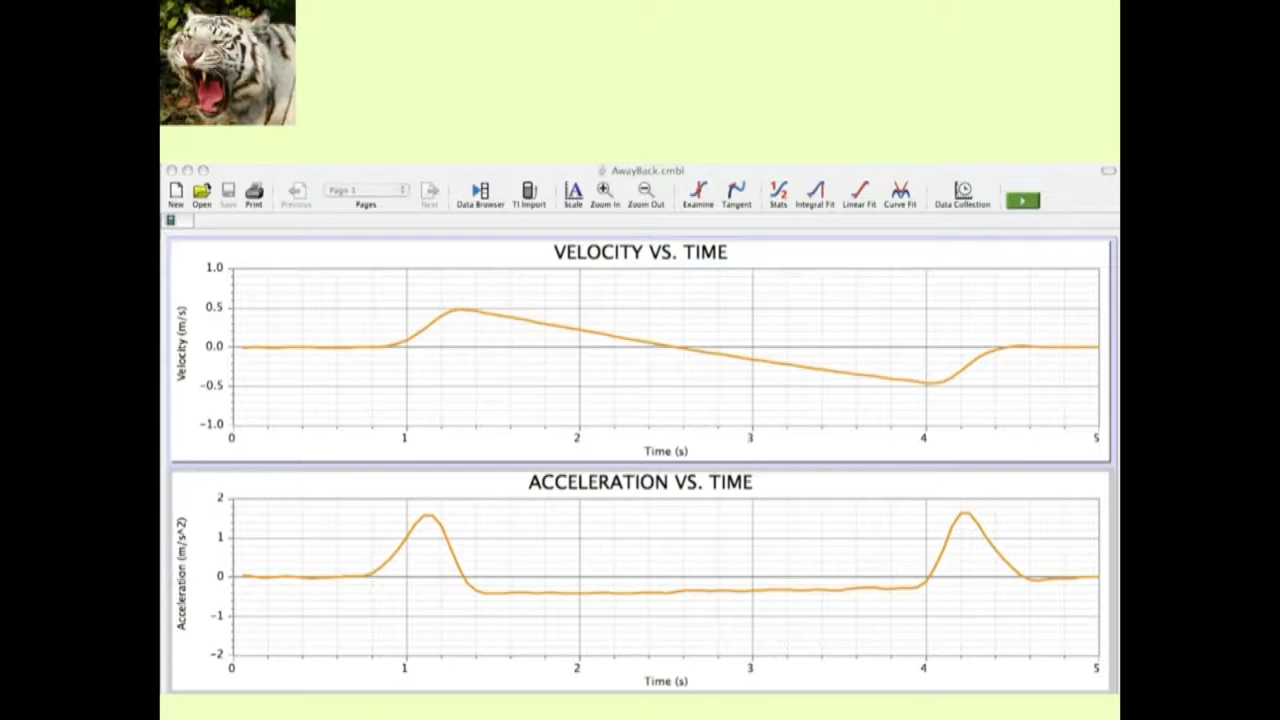 AwayBack.cmbl
Page 1
New Open Save Print Previous Pages Next Data Browser TI Import Scale Zoom In Zoom Out Examine Tangent Stats Integral Fit Linear Fit Curve Fit Data Collection
VELOCITY VS. TIME
Velocity (m/s)
1.0
0.5
0.0
-0.5
-1.0
0 1 2 3 4 5
Time (s)
ACCELERATION VS. TIME
Acceleration (m/s^2)
2
1
0
-1
-2
0 1 2 3 4 5
Time (s)